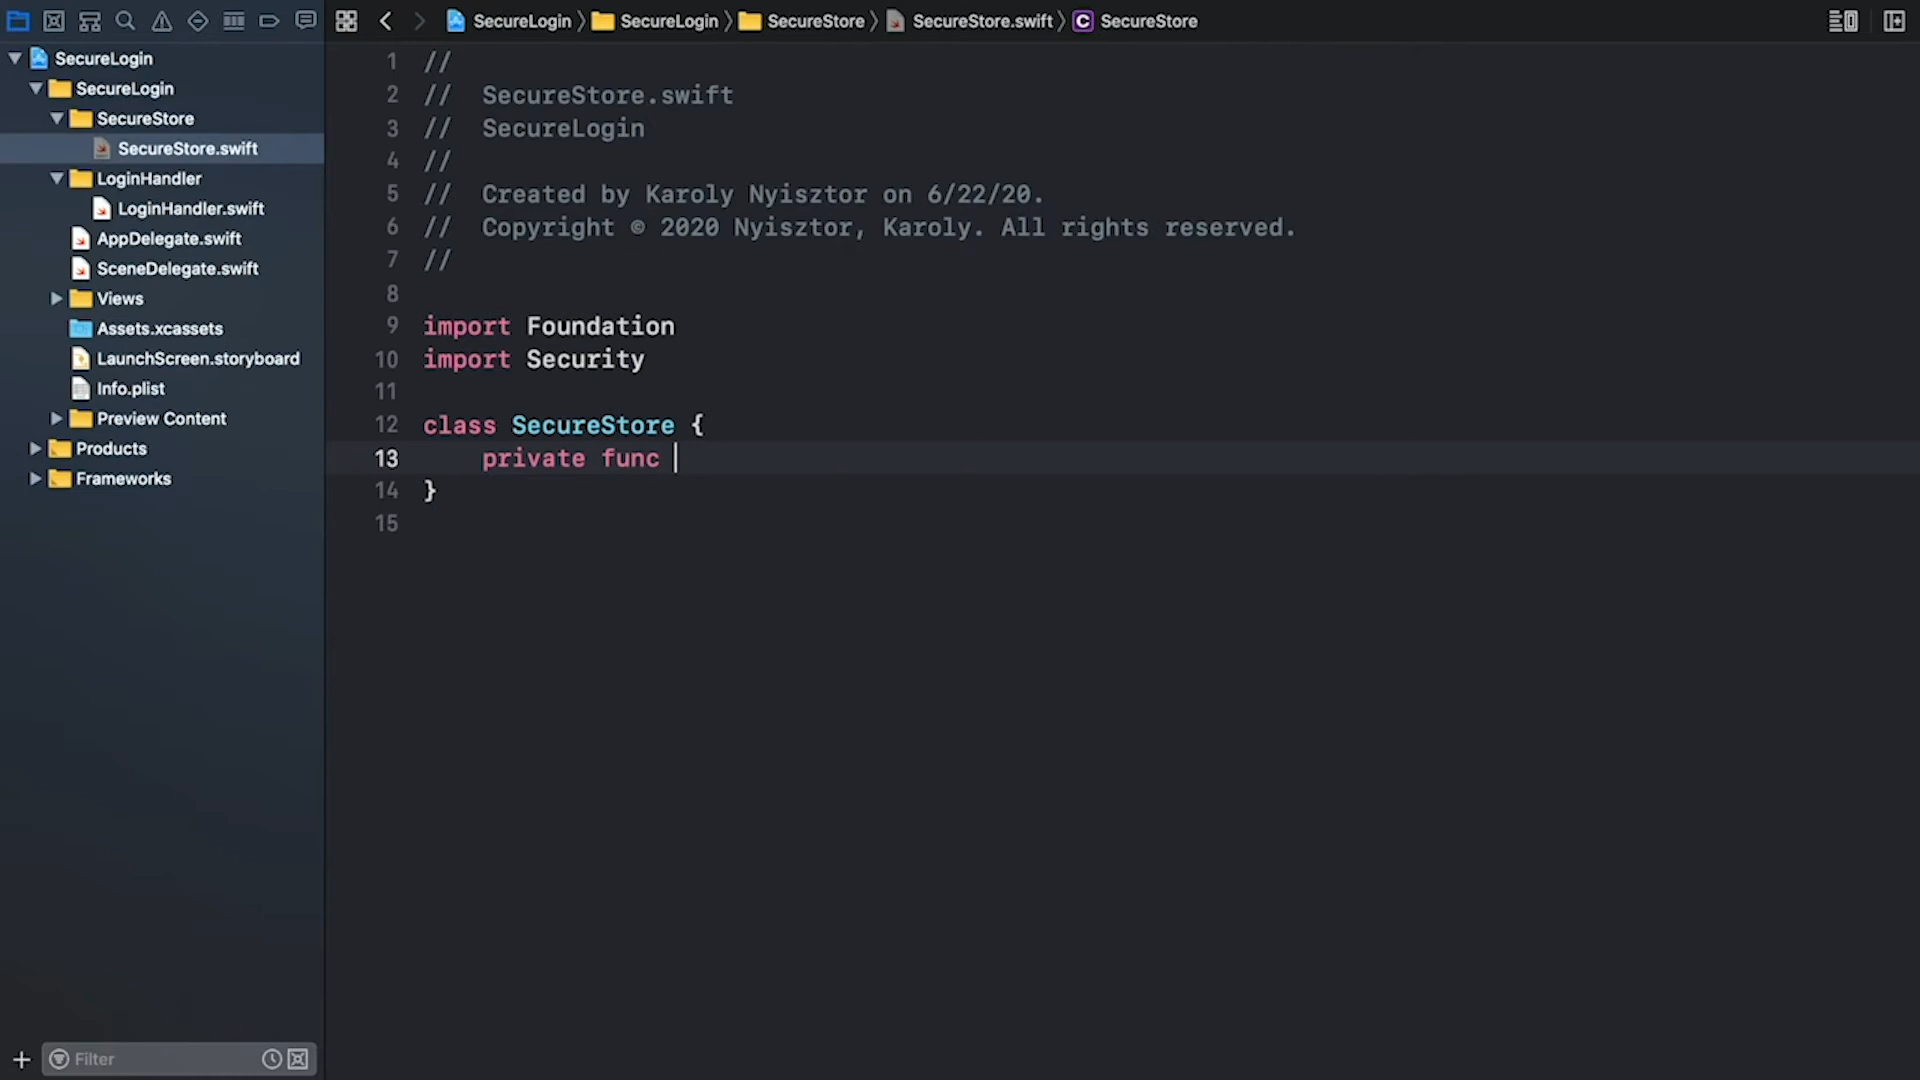 SecureLogin
SecureLogin
SecureStore
SecureStore.swift
SecureStore
SecureLogin
SecureLogin
SecureStore
SecureStore.swift
LoginHandler
LoginHandler.swift
AppDelegate.swift
SceneDelegate.swift
Views
Assets.xcassets
LaunchScreen.storyboard
Info.plist
Preview Content
Products
Frameworks
Filter
1 //
2 //  SecureStore.swift
3 //  SecureLogin
4 //
5 //  Created by Karoly Nyisztor on 6/22/20.
6 //  Copyright © 2020 Nyisztor, Karoly. All rights reserved.
7 //
8
9 import Foundation
10 import Security
11
12 class SecureStore {
13     private func
14 }
15